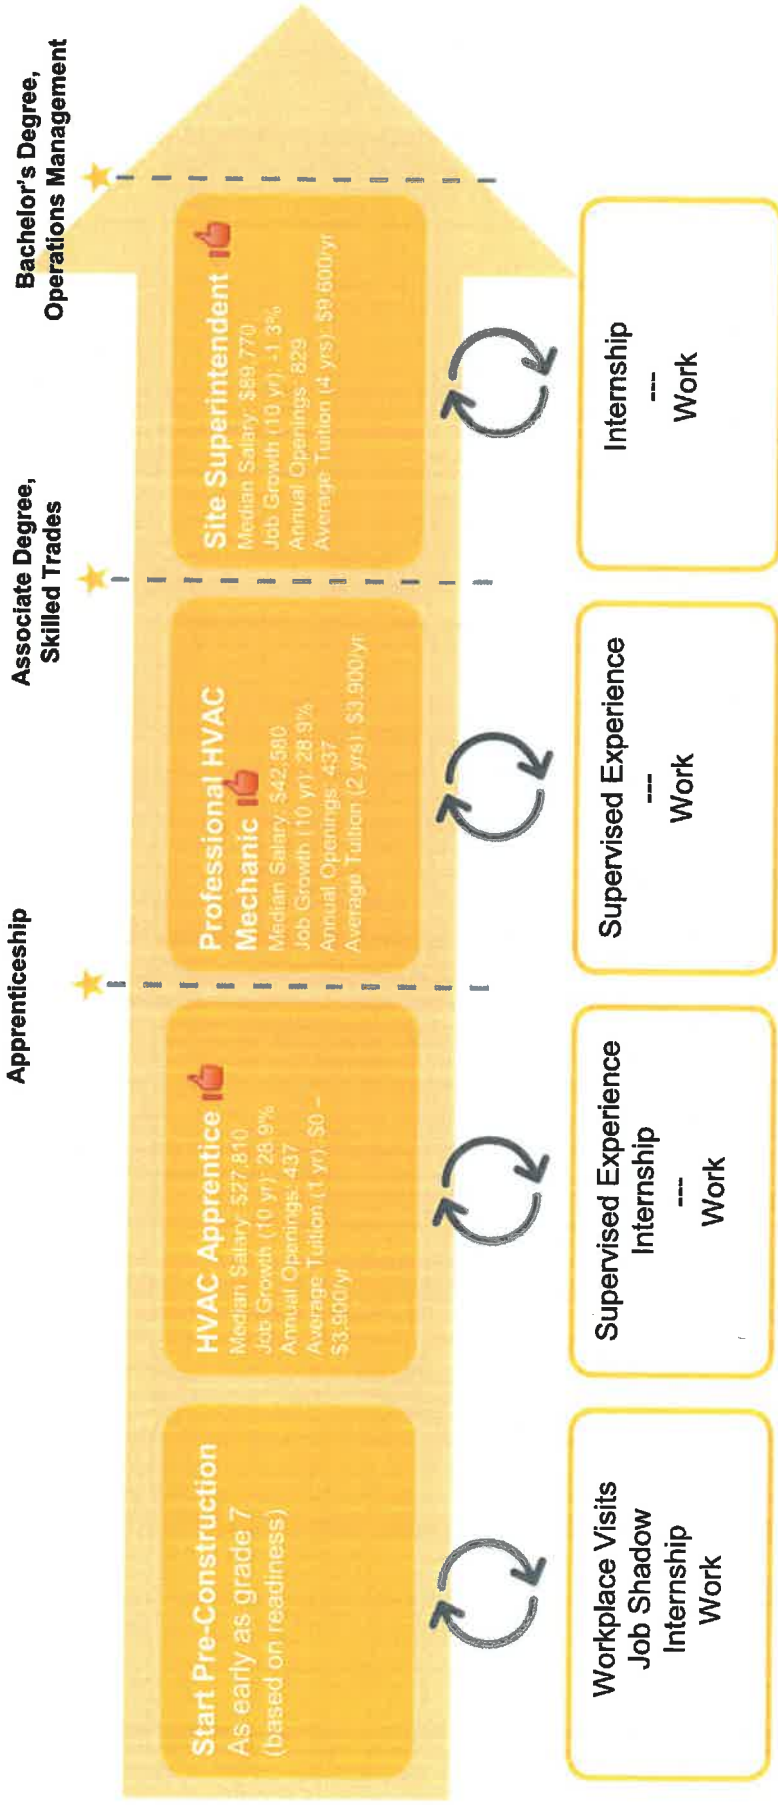 Apprenticeship
Associate Degree,
Skilled Trades
Bachelor's Degree,
Operations Management
Start Pre-Construction
As early as grade 7
(based on readiness)
HVAC Apprentice
Median Salary: $27,810
Job Growth (10 yr): 28.9%
Annual Openings: 437
Average Tuition (1 yr): $0 –
$3,900/yr
Professional HVAC
Mechanic
Median Salary: $42,580
Job Growth (10 yr): 28.9%
Annual Openings: 437
Average Tuition (2 yrs): $3,900/yr
Site Superintendent
Median Salary: $89,770
Job Growth (10 yr): -1.3%
Annual Openings: 829
Average Tuition (4 yrs): $9,600/yr
Workplace Visits
Job Shadow
Internship
Work
Supervised Experience
Internship
---
Work
Supervised Experience
---
Work
Internship
---
Work